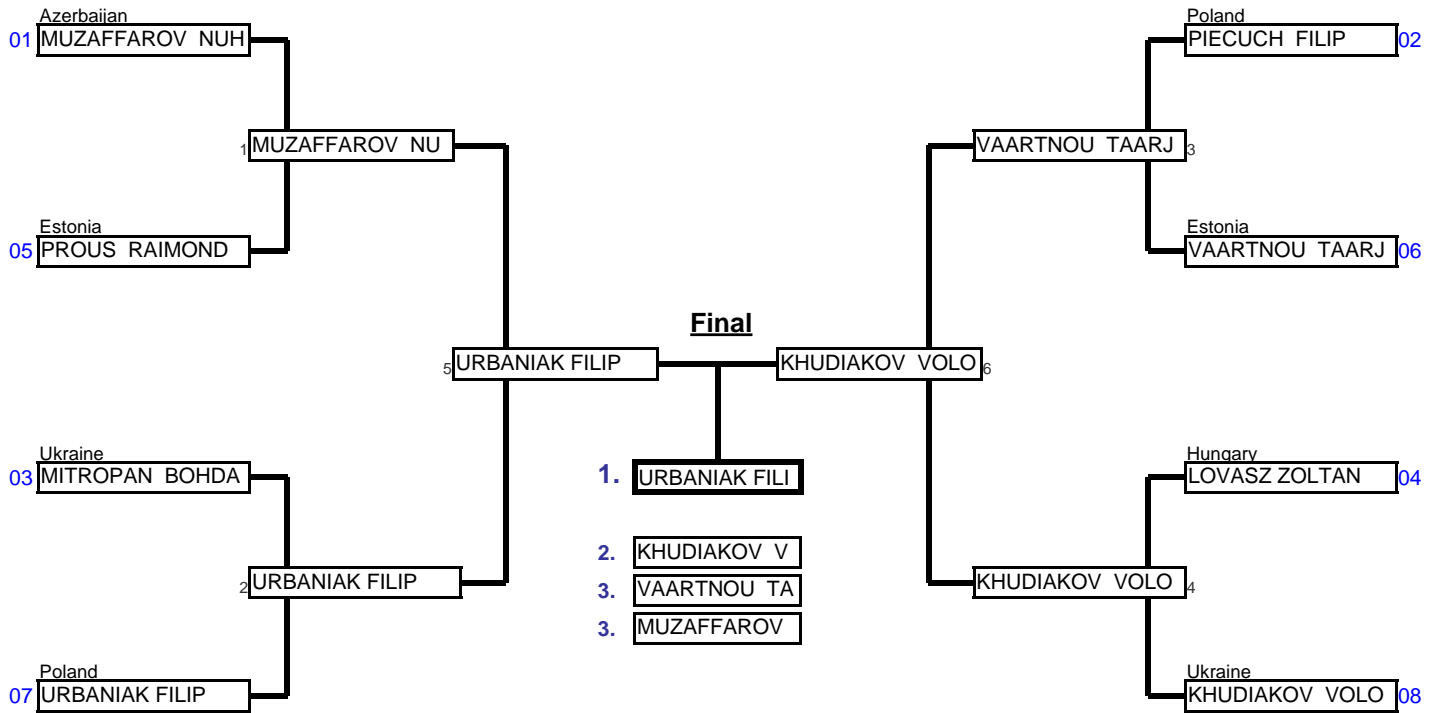 Azerbaijan
01 MUZAFFAROV NUH
Poland
PIECUCH FILIP 02
1 MUZAFFAROV NU
VAARTNOU TAARJ 3
Estonia
05 PROUS RAIMOND
Estonia
VAARTNOU TAARJ 06
Final
5 URBANIAK FILIP
KHUDIAKOV VOLO 6
Ukraine
03 MITROPAN BOHDA
1. URBANIAK FILI
Hungary
LOVASZ ZOLTAN 04
2. KHUDIAKOV V
3. VAARTNOU TA
3. MUZAFFAROV
2 URBANIAK FILIP
KHUDIAKOV VOLO 4
Poland
07 URBANIAK FILIP
Ukraine
KHUDIAKOV VOLO 08